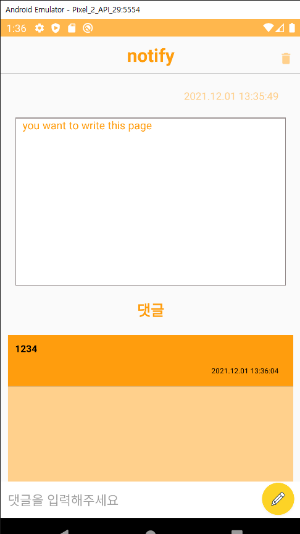 Android Emulator - Pixel_2_API_29:5554
1:36
notify
2021.12.01 13:35:49
you want to write this page
댓글
1234
2021.12.01 13:36:04
댓글을 입력해주세요